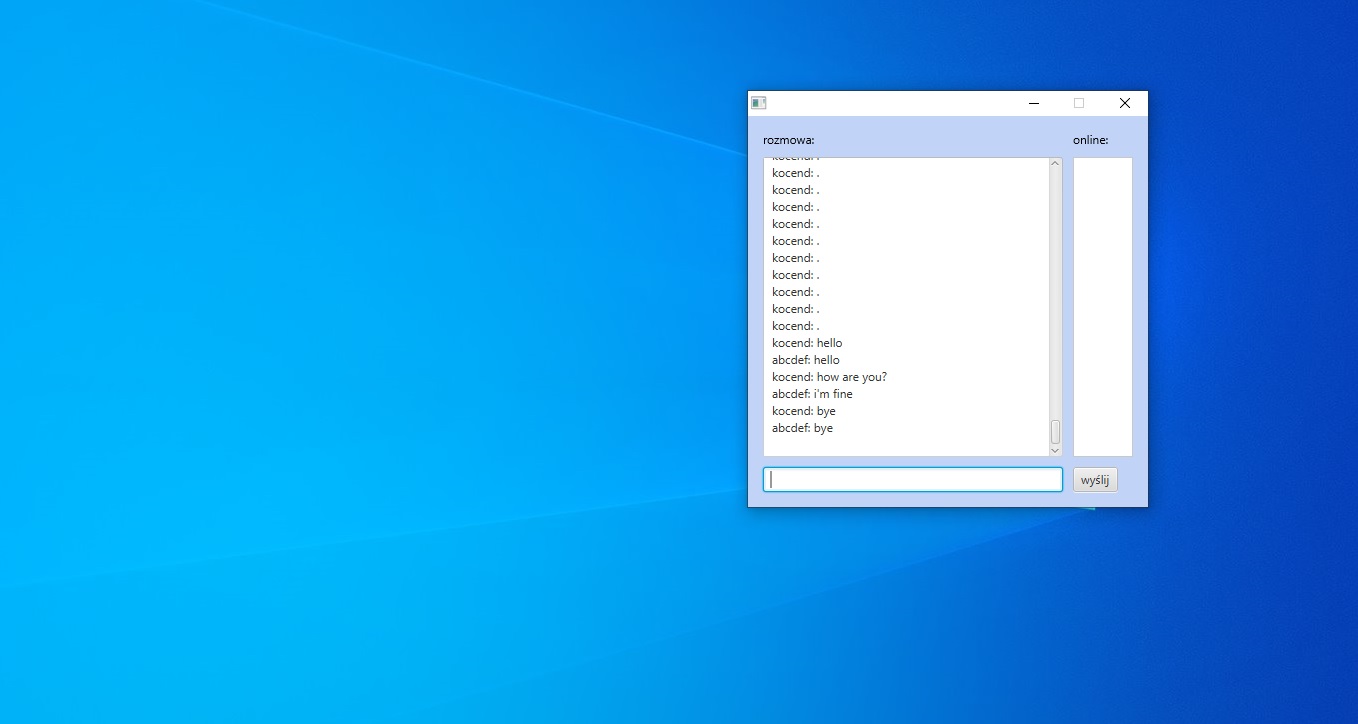 rozmowa:
online:
kocend: .
kocend: .
kocend: .
kocend: .
kocend: .
kocend: .
kocend: .
kocend: .
kocend: .
kocend: .
kocend: .
kocend: hello
abcdef: hello
kocend: how are you?
abcdef: i'm fine
kocend: bye
abcdef: bye
wyślij